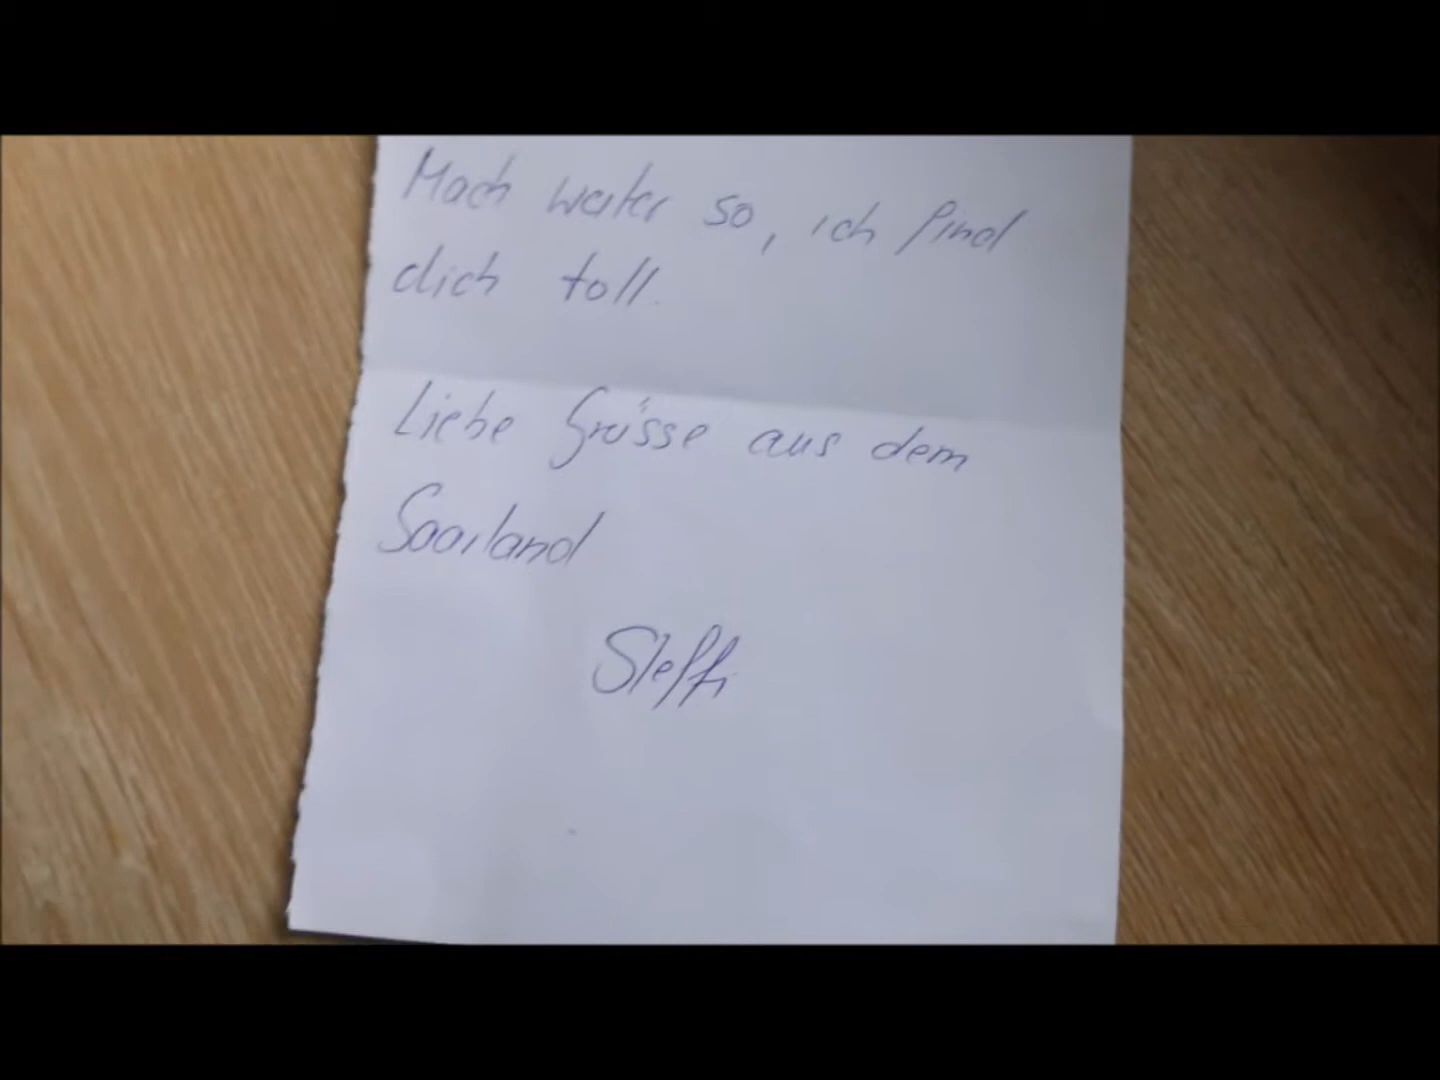 Mach weiter so, ich find
dich toll.
Liebe Grüsse aus dem
Saarland
Steffi